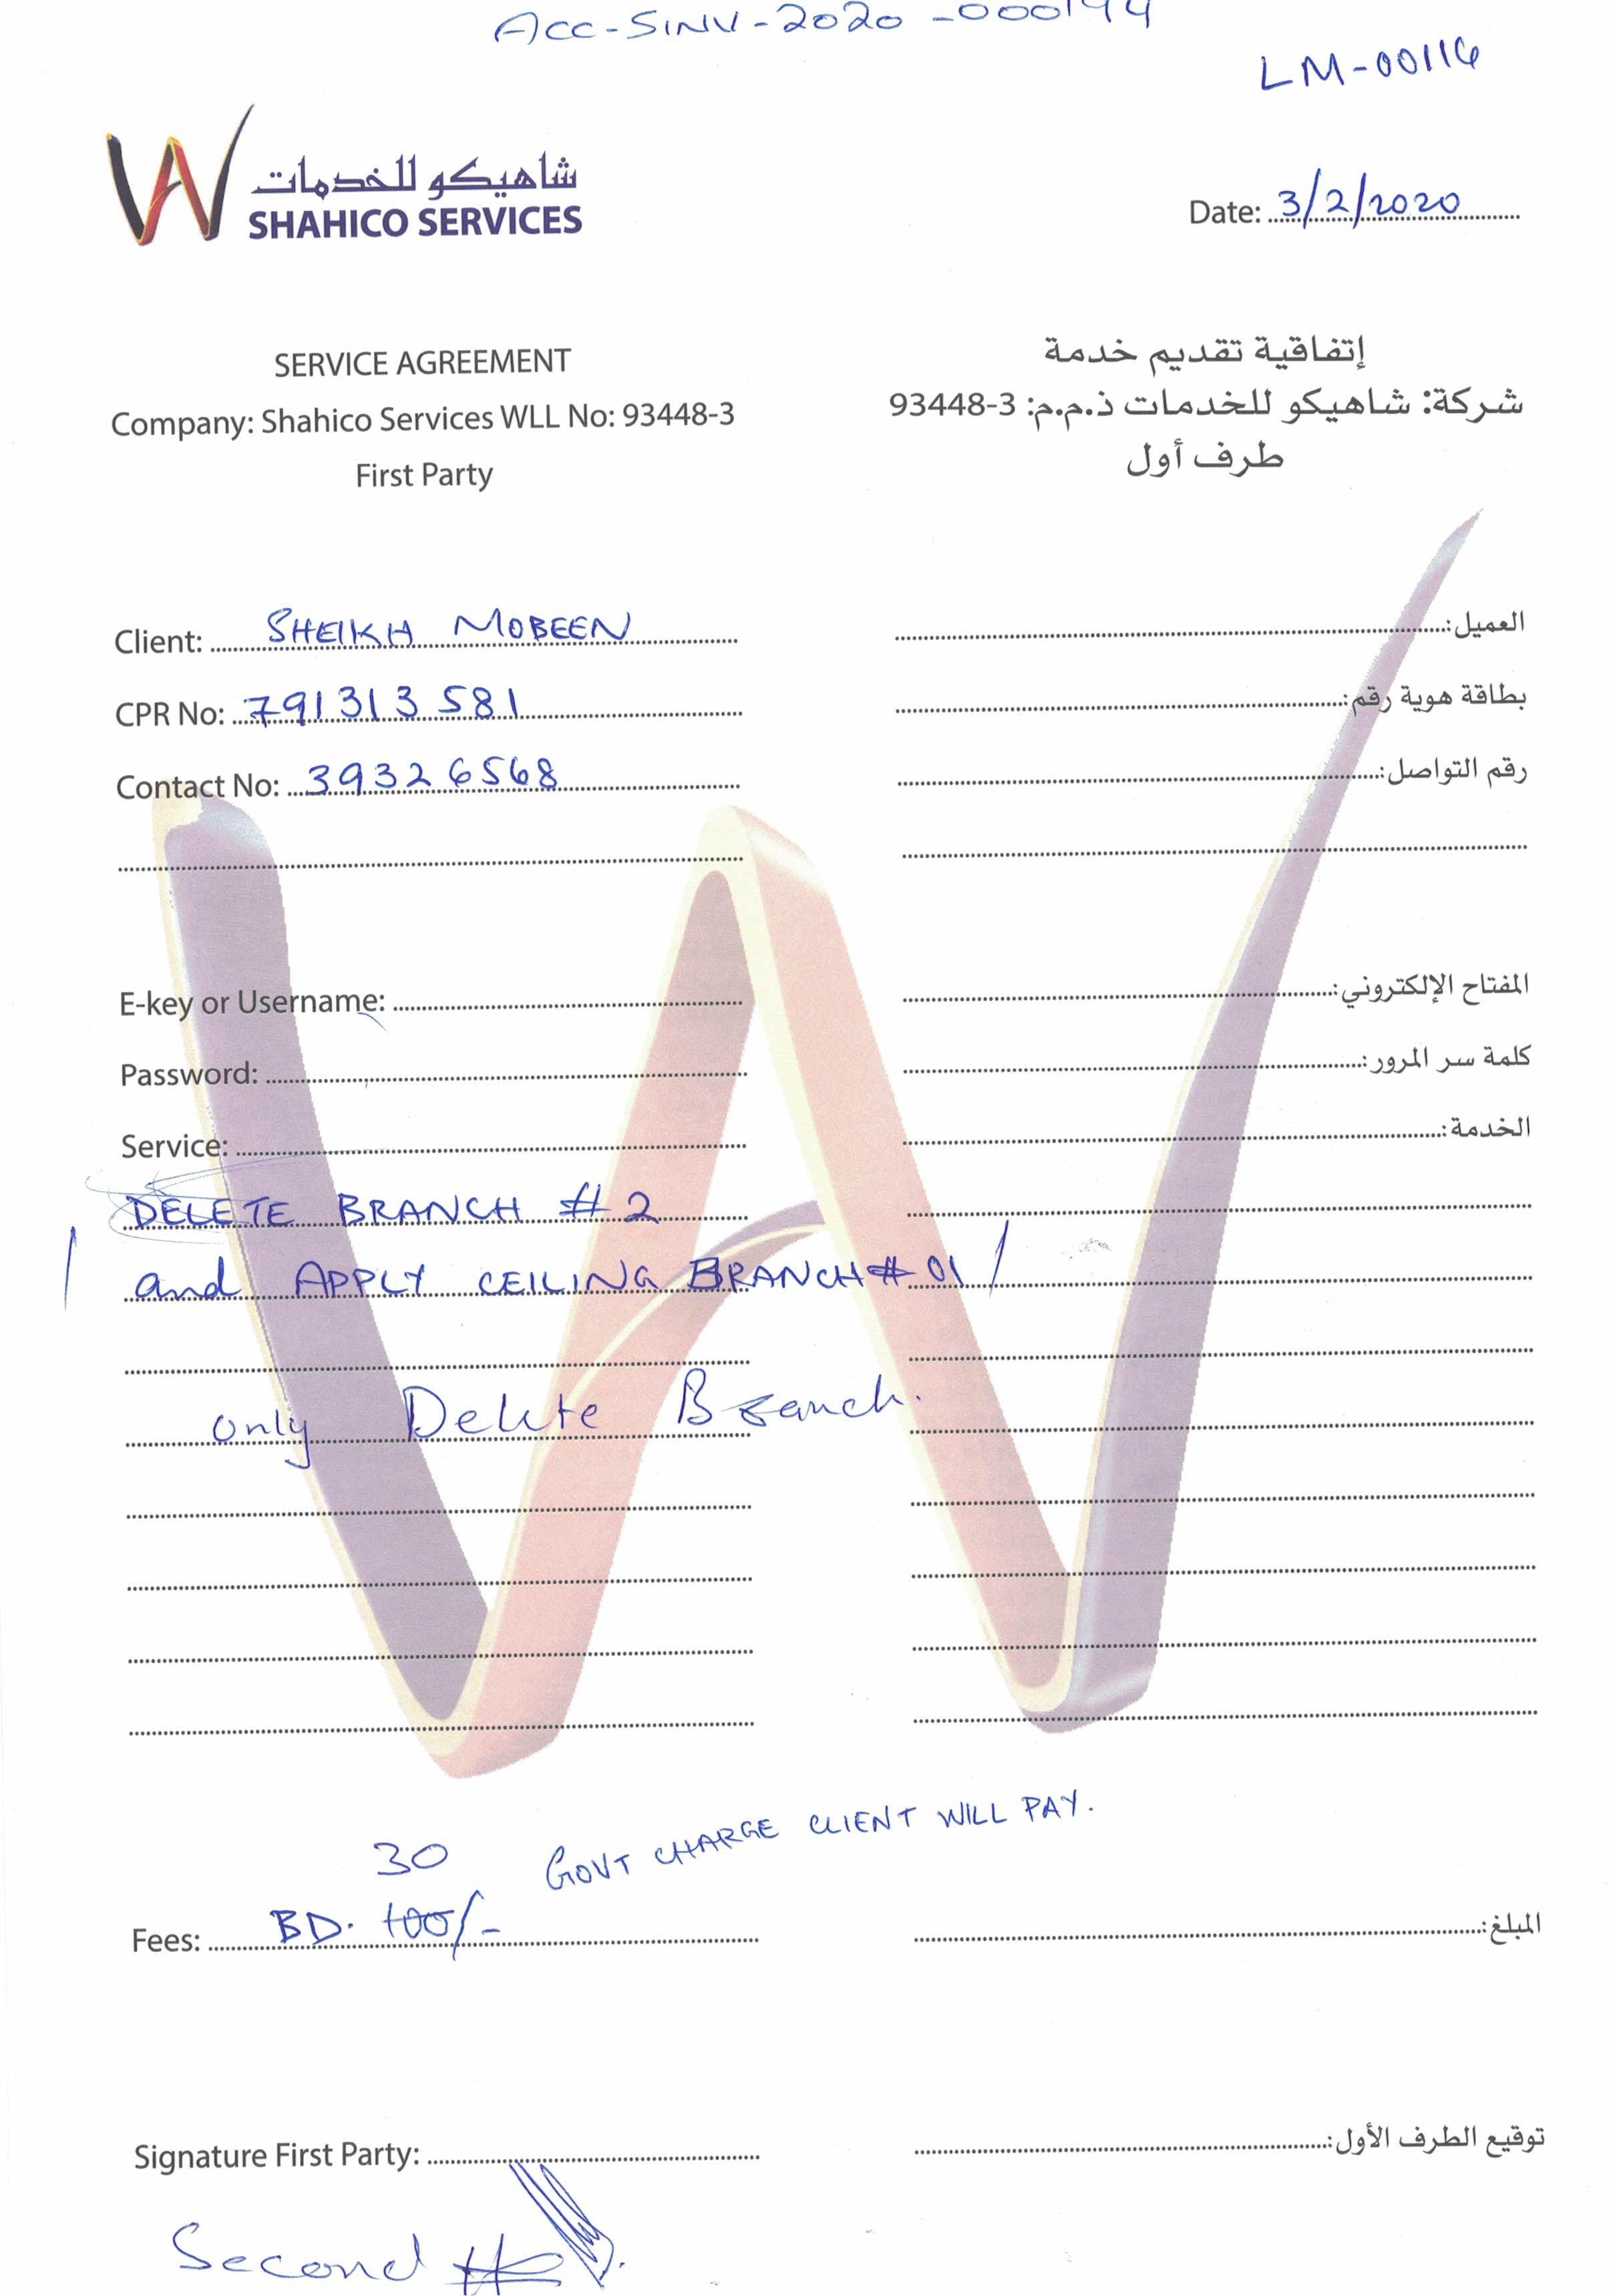 Acc-SINV-2020-000144
LM-00116
شاهيكو للخدمات
SHAHICO SERVICES
Date: 3/2/2020
SERVICE AGREEMENT
إتفاقية تقديم خدمة
Company: Shahico Services WLL No: 93448-3
شركة: شاهيكو للخدمات ذ.م.م: 3-93448
First Party
طرف أول
Client: SHEIKH MOBEEN
العميل:
CPR No: 791313581
بطاقة هوية رقم:
Contact No: 39326568
رقم التواصل:
E-key or Username:
المفتاح الإلكتروني:
Password:
كلمة سر المرور:
Service:
الخدمة:
DELETE BRANCH # 2
and APPLY CEILING BRANCH # 01
only Delete Branch.
30 GOVT CHARGE CLIENT WILL PAY.
Fees: BD. 100/-
المبلغ:
Signature First Party:
توقيع الطرف الأول:
Second